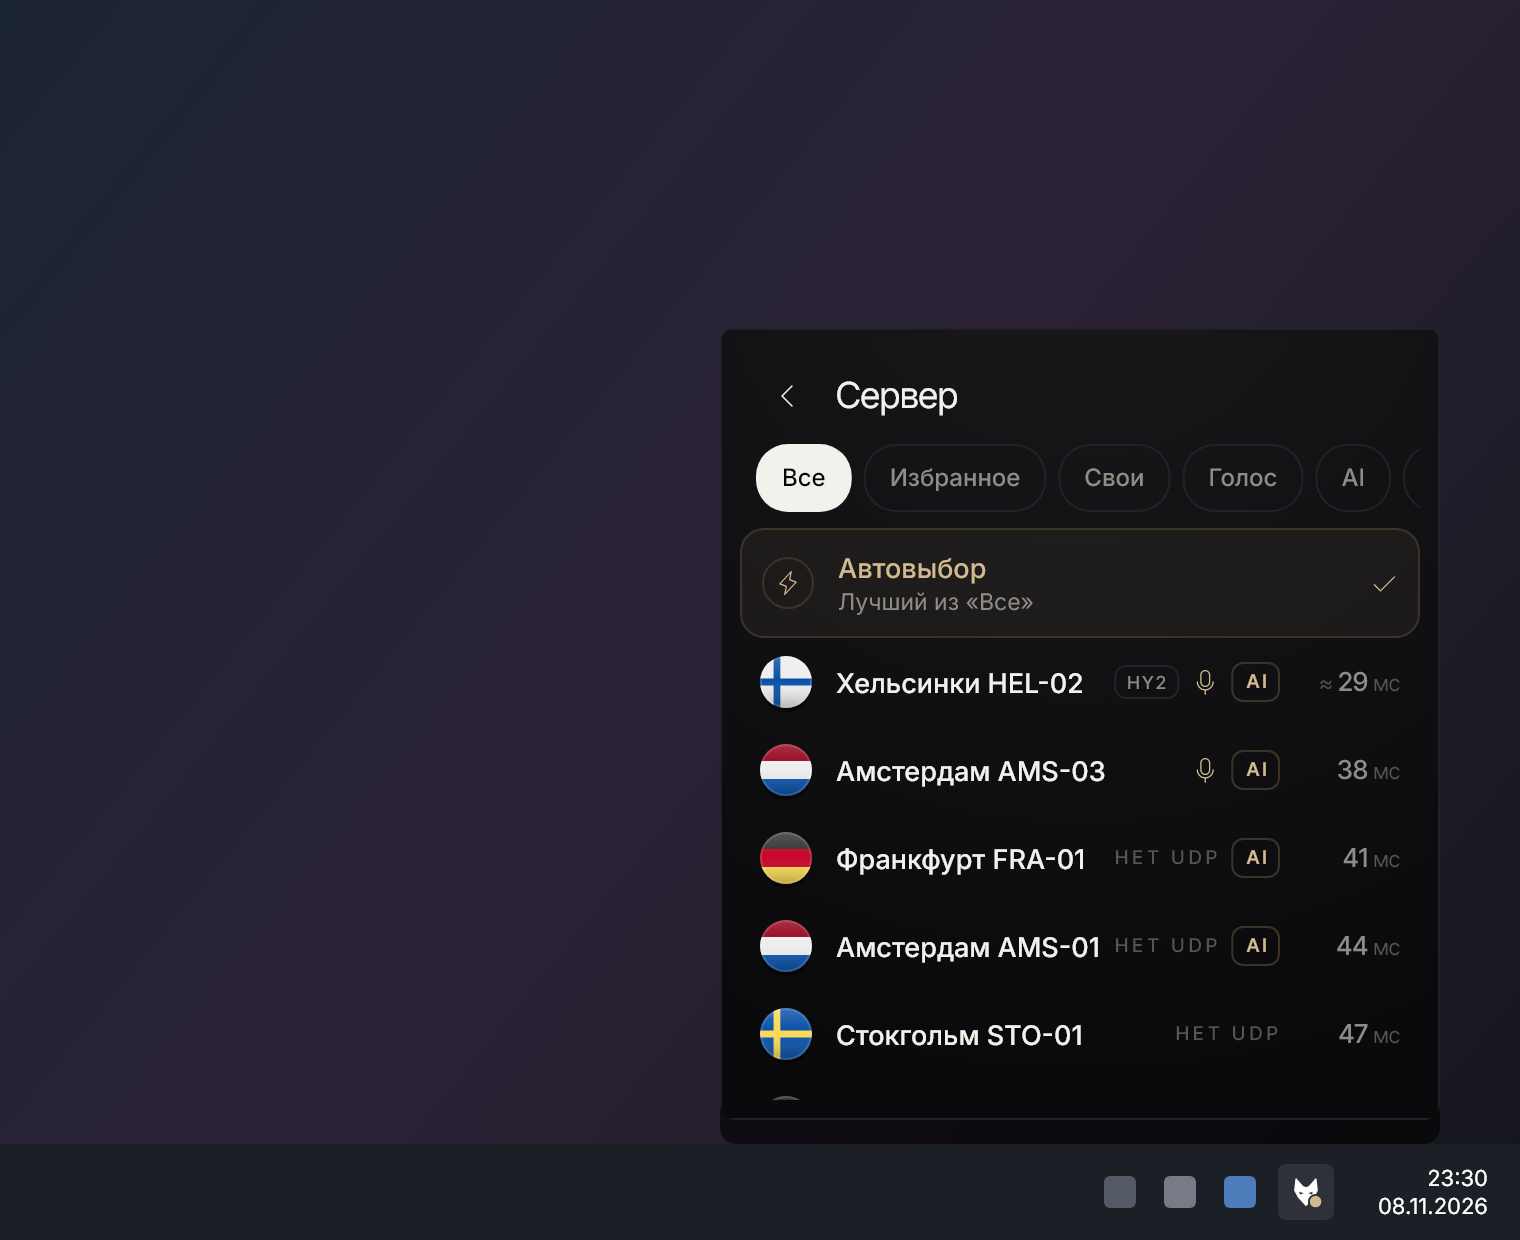 Сервер
Все Избранное Свои Голос AI
Автовыбор
Лучший из «Все»
Хельсинки HEL-02 HY2 AI ≈ 29 мс
Амстердам AMS-03 AI 38 мс
Франкфурт FRA-01 НЕТ UDP AI 41 мс
Амстердам AMS-01 НЕТ UDP AI 44 мс
Стокгольм STO-01 НЕТ UDP 47 мс
23:30
08.11.2026